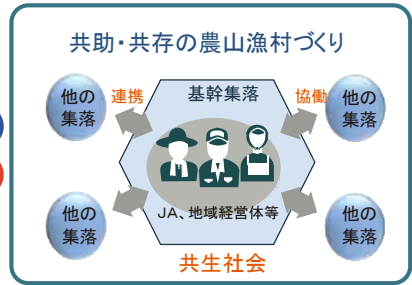 共助・共存の農山漁村づくり
他の
集落
連携
基幹集落
協働
他の
集落
JA、地域経営体等
他の
集落
他の
集落
共生社会